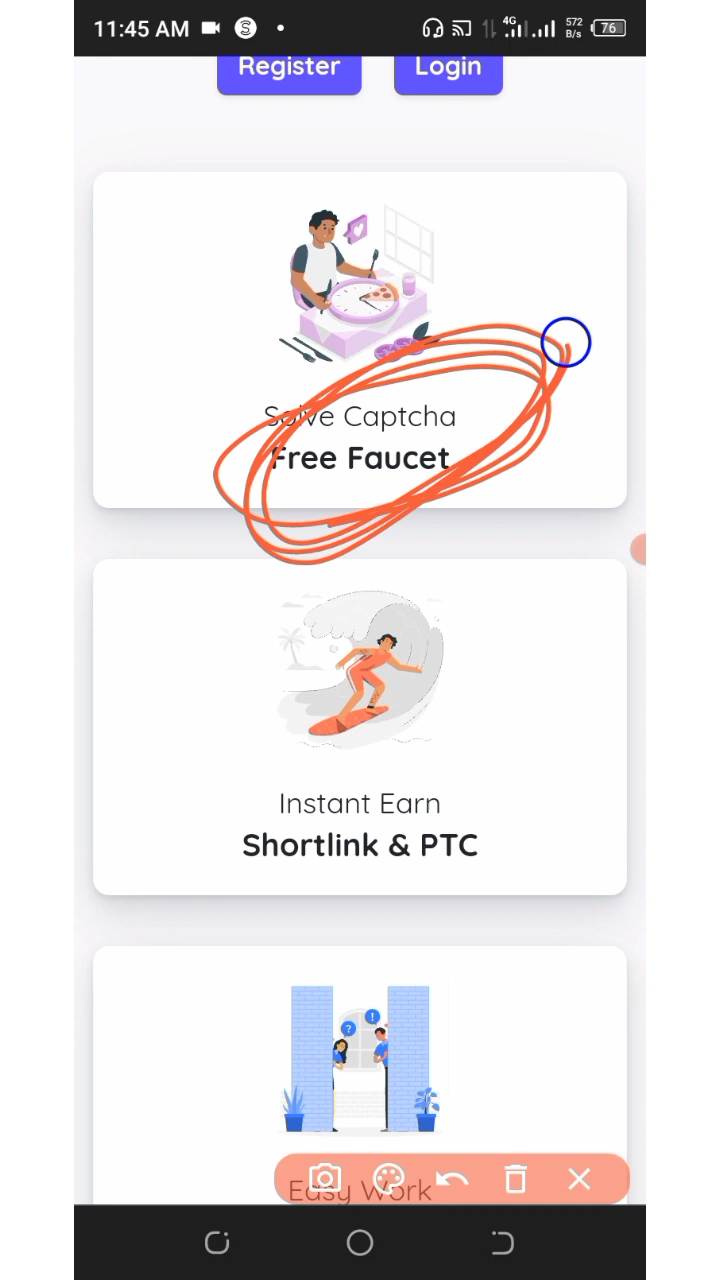 11:45 AM
4G
572
B/s
76
Register
Login
Solve Captcha
Free Faucet
Instant Earn
Shortlink & PTC
?
!
Easy Work